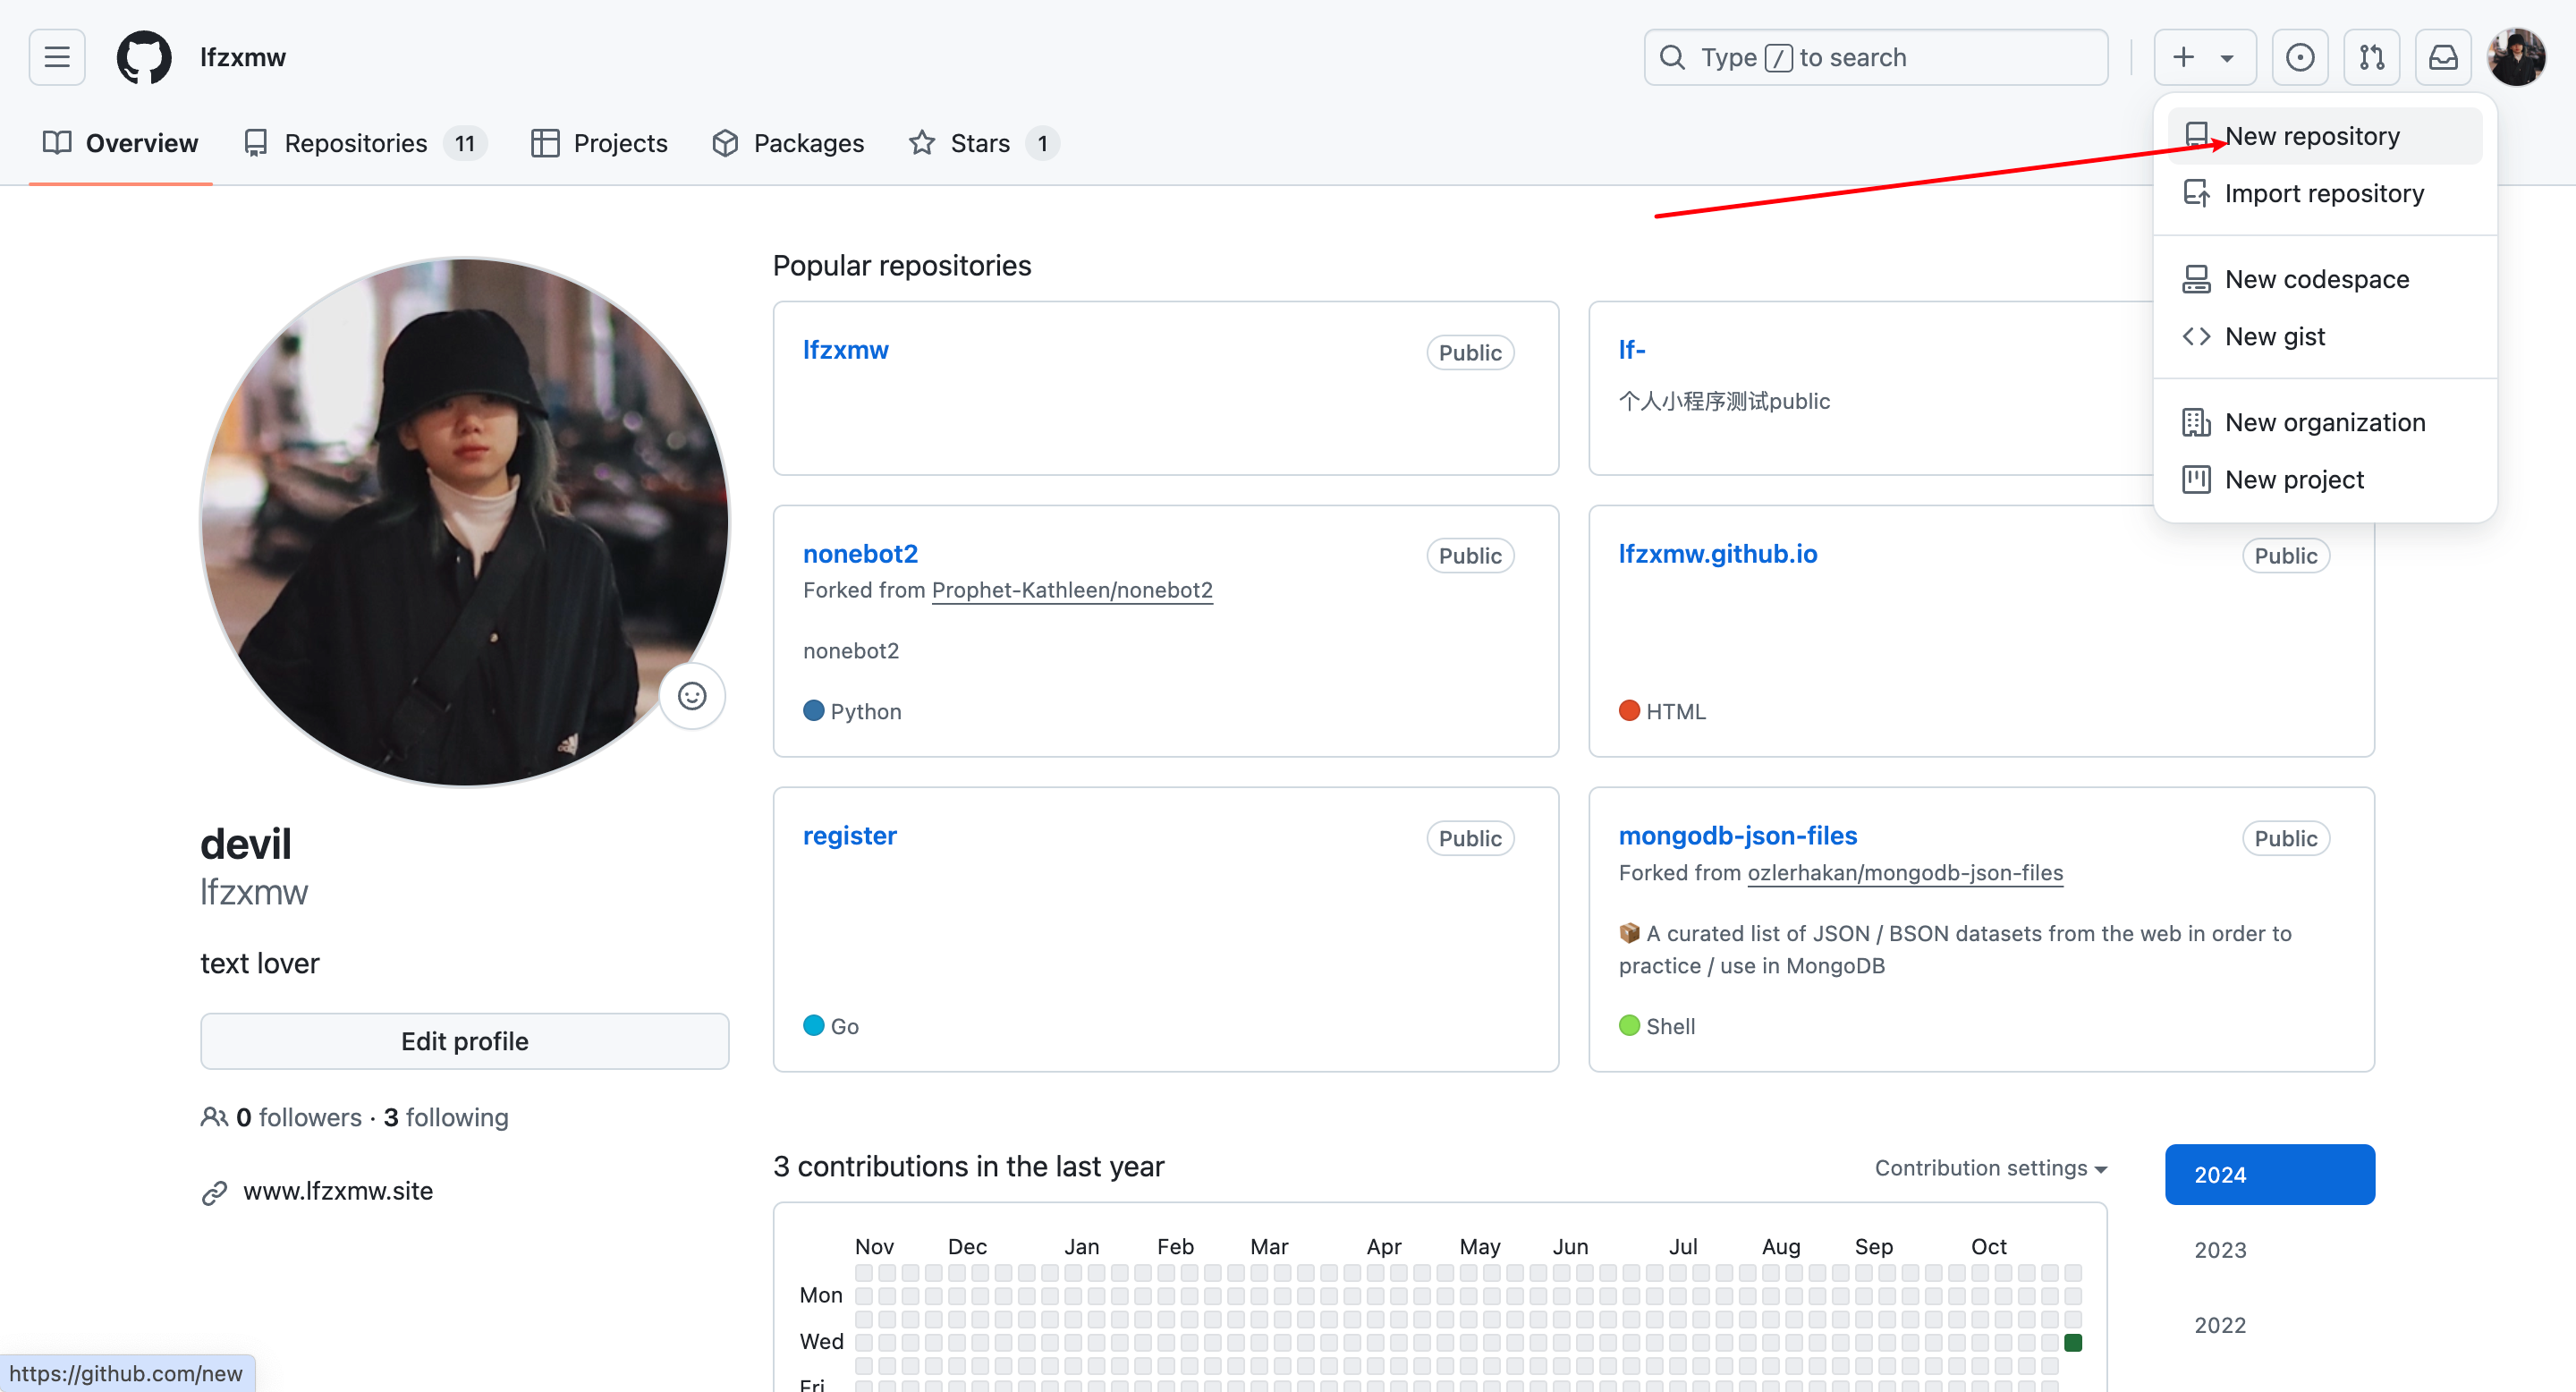 lfzxmw
Type / to search
Overview
Repositories 11
Projects
Packages
Stars 1
New repository
Import repository
New codespace
New gist
New organization
New project
devil
lfzxmw
text lover
Edit profile
0 followers · 3 following
www.lfzxmw.site
Popular repositories
lfzxmw
Public
lf-
个人小程序测试public
nonebot2
Public
Forked from Prophet-Kathleen/nonebot2
nonebot2
Python
lfzxmw.github.io
Public
HTML
register
Public
Go
mongodb-json-files
Public
Forked from ozlerhakan/mongodb-json-files
📦 A curated list of JSON / BSON datasets from the web in order to
practice / use in MongoDB
Shell
3 contributions in the last year
Contribution settings
2024
2023
2022
Nov Dec Jan Feb Mar Apr May Jun Jul Aug Sep Oct
Mon
Wed
Fri
https://github.com/new